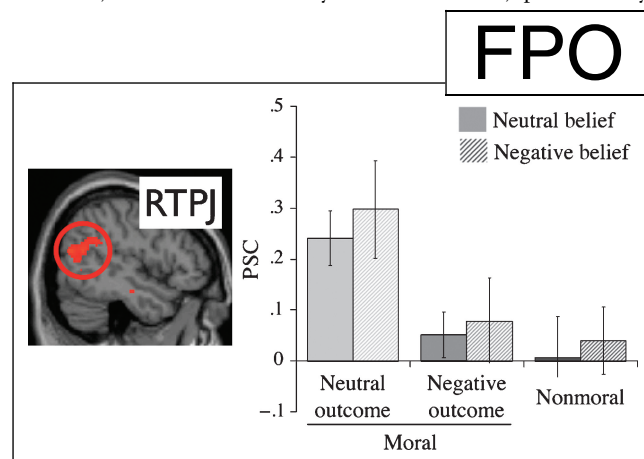 FPO
.5
.4
.3
.2
.1
0
−.1
PSC
Neutral belief
Negative belief
RTPJ
Neutral
outcome
Negative
outcome
Nonmoral
Moral